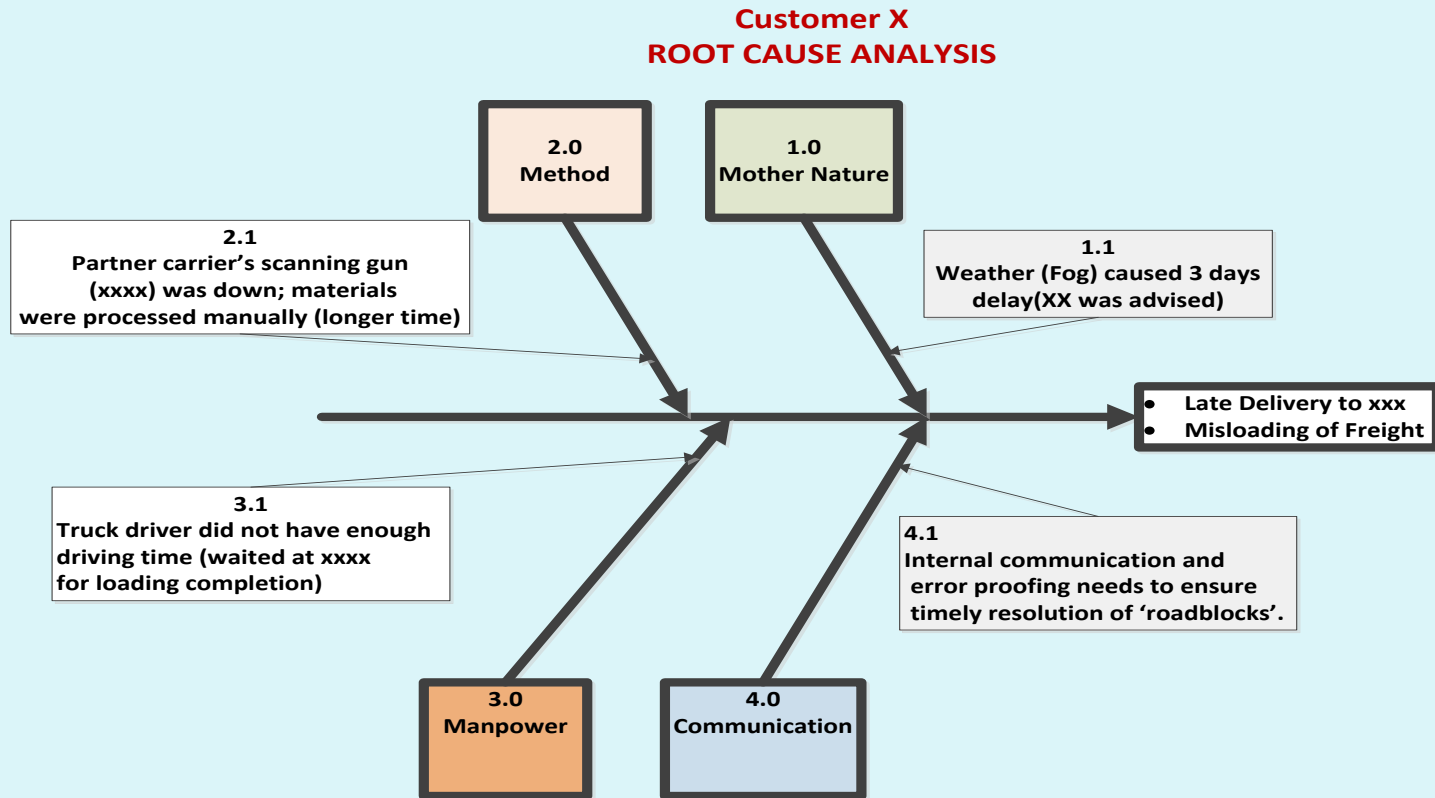 Customer X
ROOT CAUSE ANALYSIS
2.0
Method
1.0
Mother Nature
2.1
Partner carrier’s scanning gun
(xxxx) was down; materials
were processed manually (longer time)
1.1
Weather (Fog) caused 3 days
delay(XX was advised)
• Late Delivery to xxx
• Misloading of Freight
3.1
Truck driver did not have enough
driving time (waited at xxxx
for loading completion)
4.1
Internal communication and
error proofing needs to ensure
timely resolution of ‘roadblocks’.
3.0
Manpower
4.0
Communication